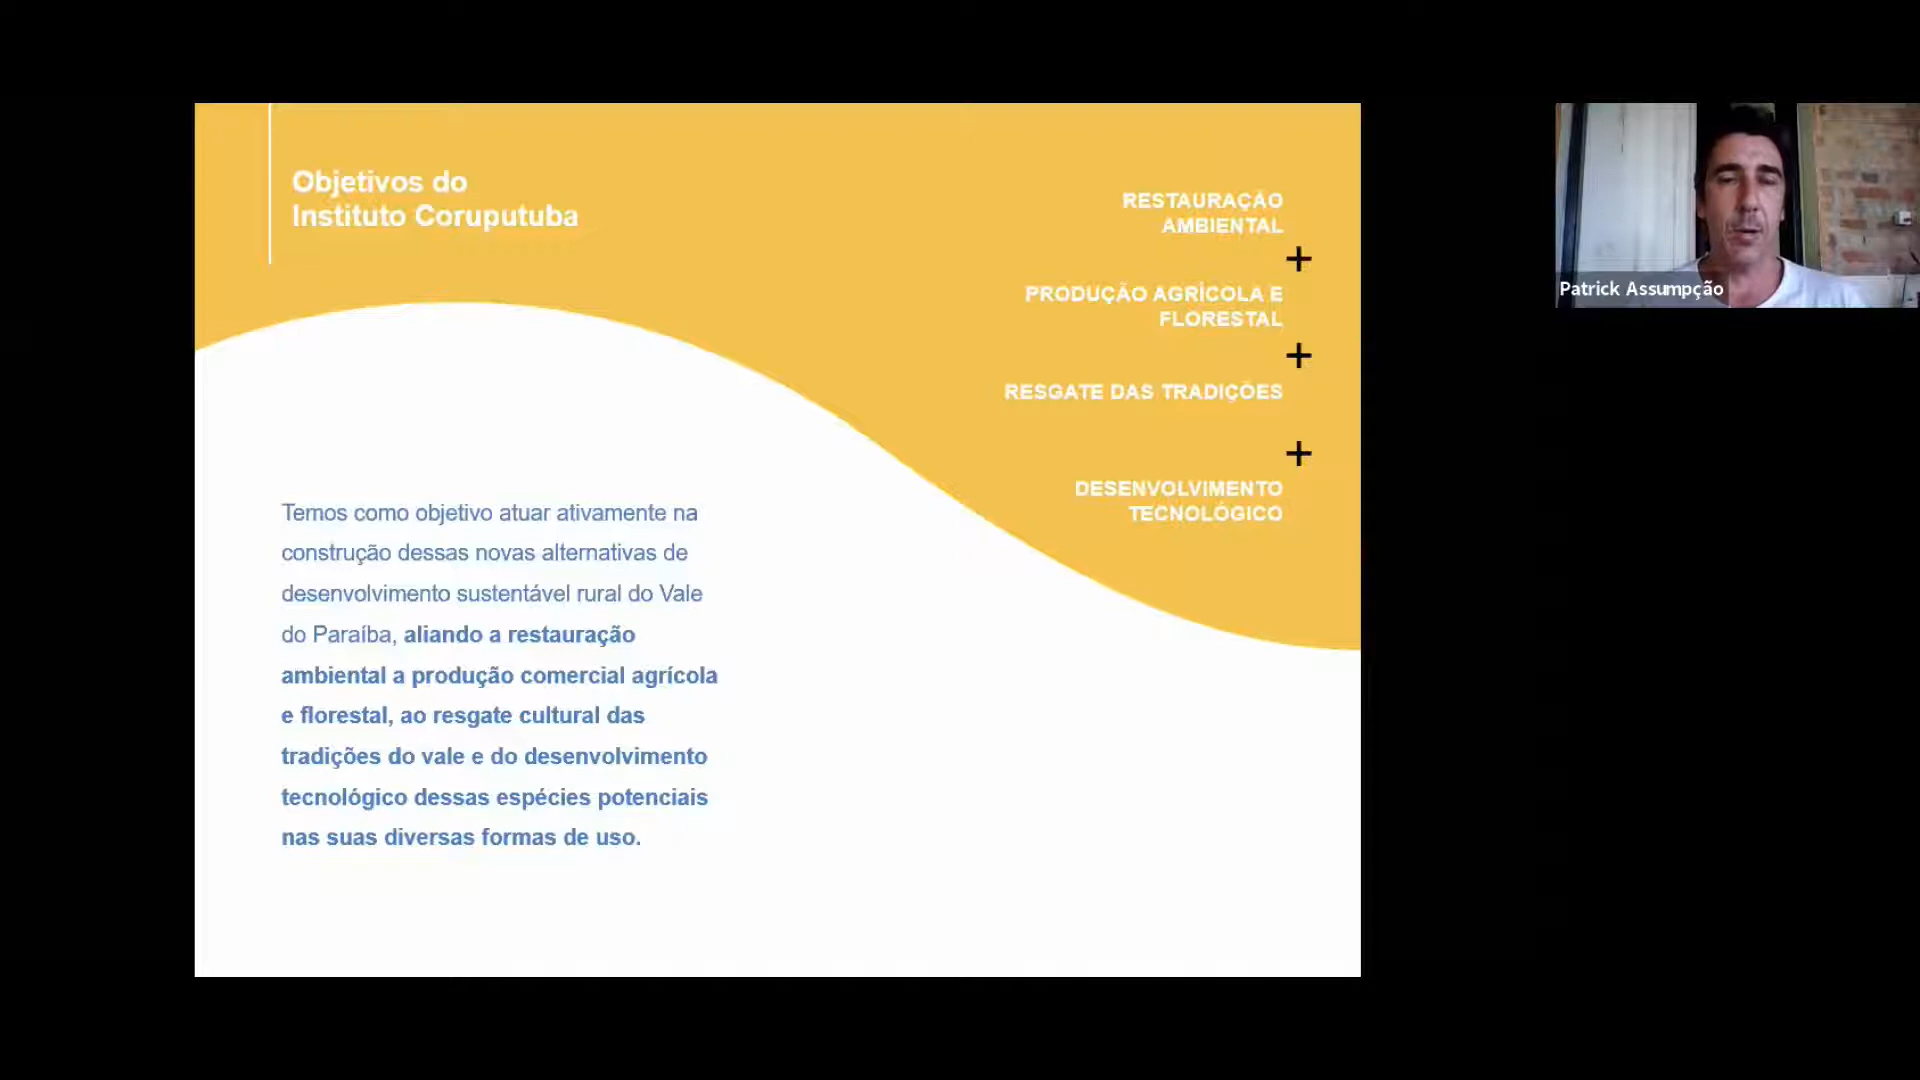 Objetivos do
Instituto Coruputuba
RESTAURAÇÃO
AMBIENTAL
+
PRODUÇÃO AGRÍCOLA E
FLORESTAL
+
RESGATE DAS TRADIÇÕES
+
DESENVOLVIMENTO
TECNOLÓGICO
Temos como objetivo atuar ativamente na
construção dessas novas alternativas de
desenvolvimento sustentável rural do Vale
do Paraíba, aliando a restauração
ambiental a produção comercial agrícola
e florestal, ao resgate cultural das
tradições do vale e do desenvolvimento
tecnológico dessas espécies potenciais
nas suas diversas formas de uso.
Patrick Assumpção